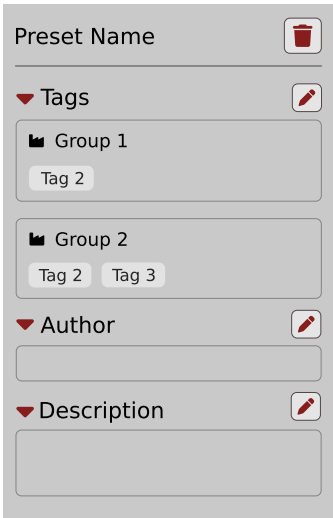 Preset Name
Tags
Group 1
Tag 2
Group 2
Tag 2 Tag 3
Author
Description